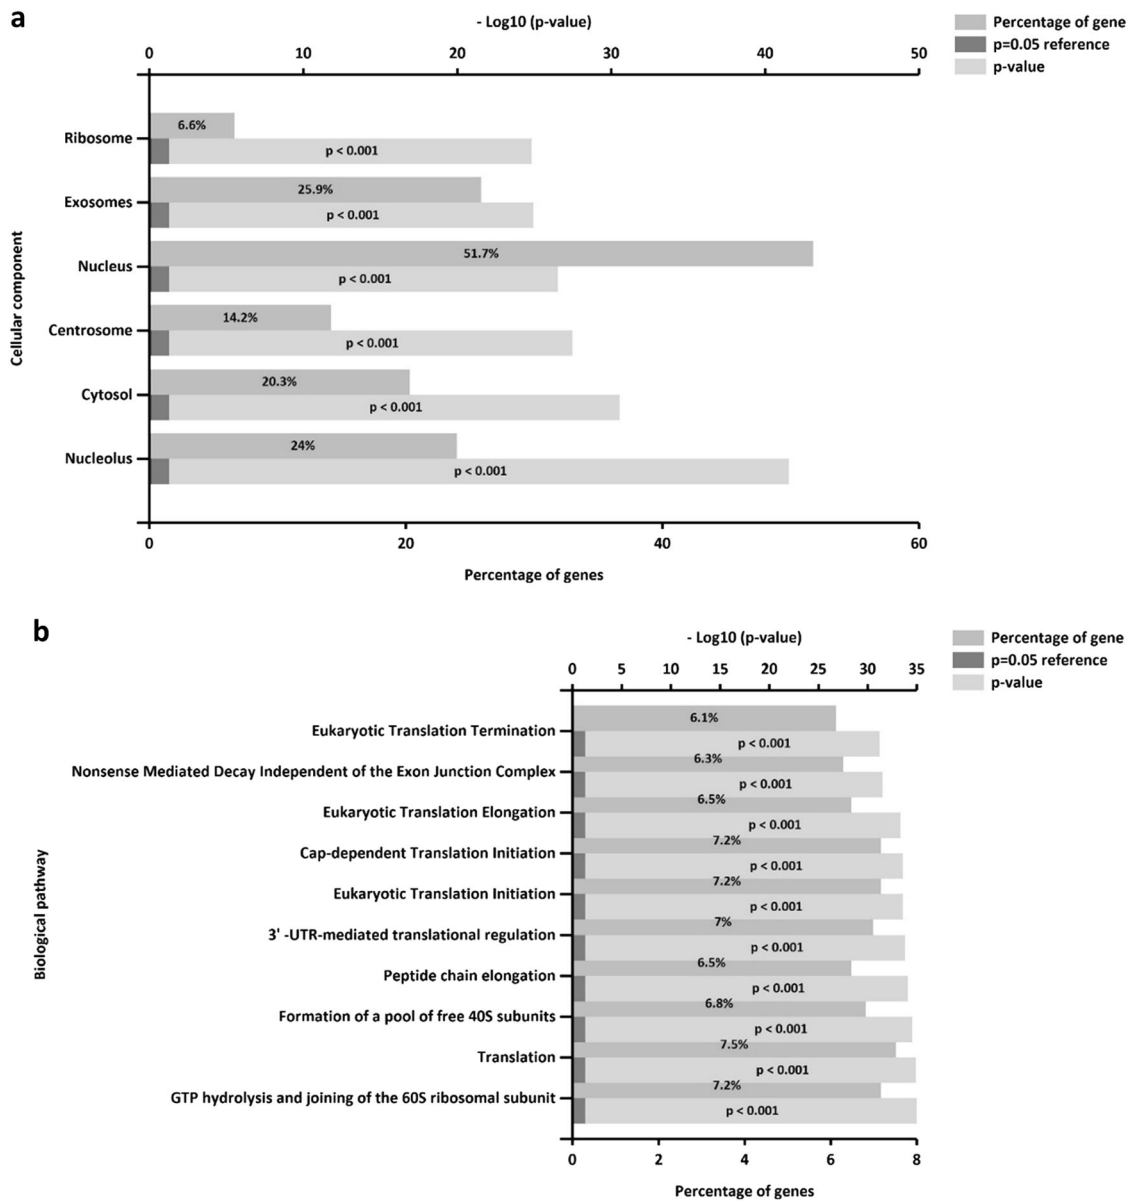 a
- Log10 (p-value)
0 10 20 30 40 50
Percentage of gene
p=0.05 reference
p-value
Cellular component
Ribosome
6.6%
p < 0.001
Exosomes
25.9%
p < 0.001
Nucleus
51.7%
p < 0.001
Centrosome
14.2%
p < 0.001
Cytosol
20.3%
p < 0.001
Nucleolus
24%
p < 0.001
0 20 40 60
Percentage of genes
b
- Log10 (p-value)
0 5 10 15 20 25 30 35
Percentage of gene
p=0.05 reference
p-value
Biological pathway
Eukaryotic Translation Termination
6.1%
p < 0.001
Nonsense Mediated Decay Independent of the Exon Junction Complex
6.3%
p < 0.001
Eukaryotic Translation Elongation
6.5%
p < 0.001
Cap-dependent Translation Initiation
7.2%
p < 0.001
Eukaryotic Translation Initiation
7.2%
p < 0.001
3' -UTR-mediated translational regulation
7%
p < 0.001
Peptide chain elongation
6.5%
p < 0.001
Formation of a pool of free 40S subunits
6.8%
p < 0.001
Translation
7.5%
p < 0.001
GTP hydrolysis and joining of the 60S ribosomal subunit
7.2%
p < 0.001
0 2 4 6 8
Percentage of genes